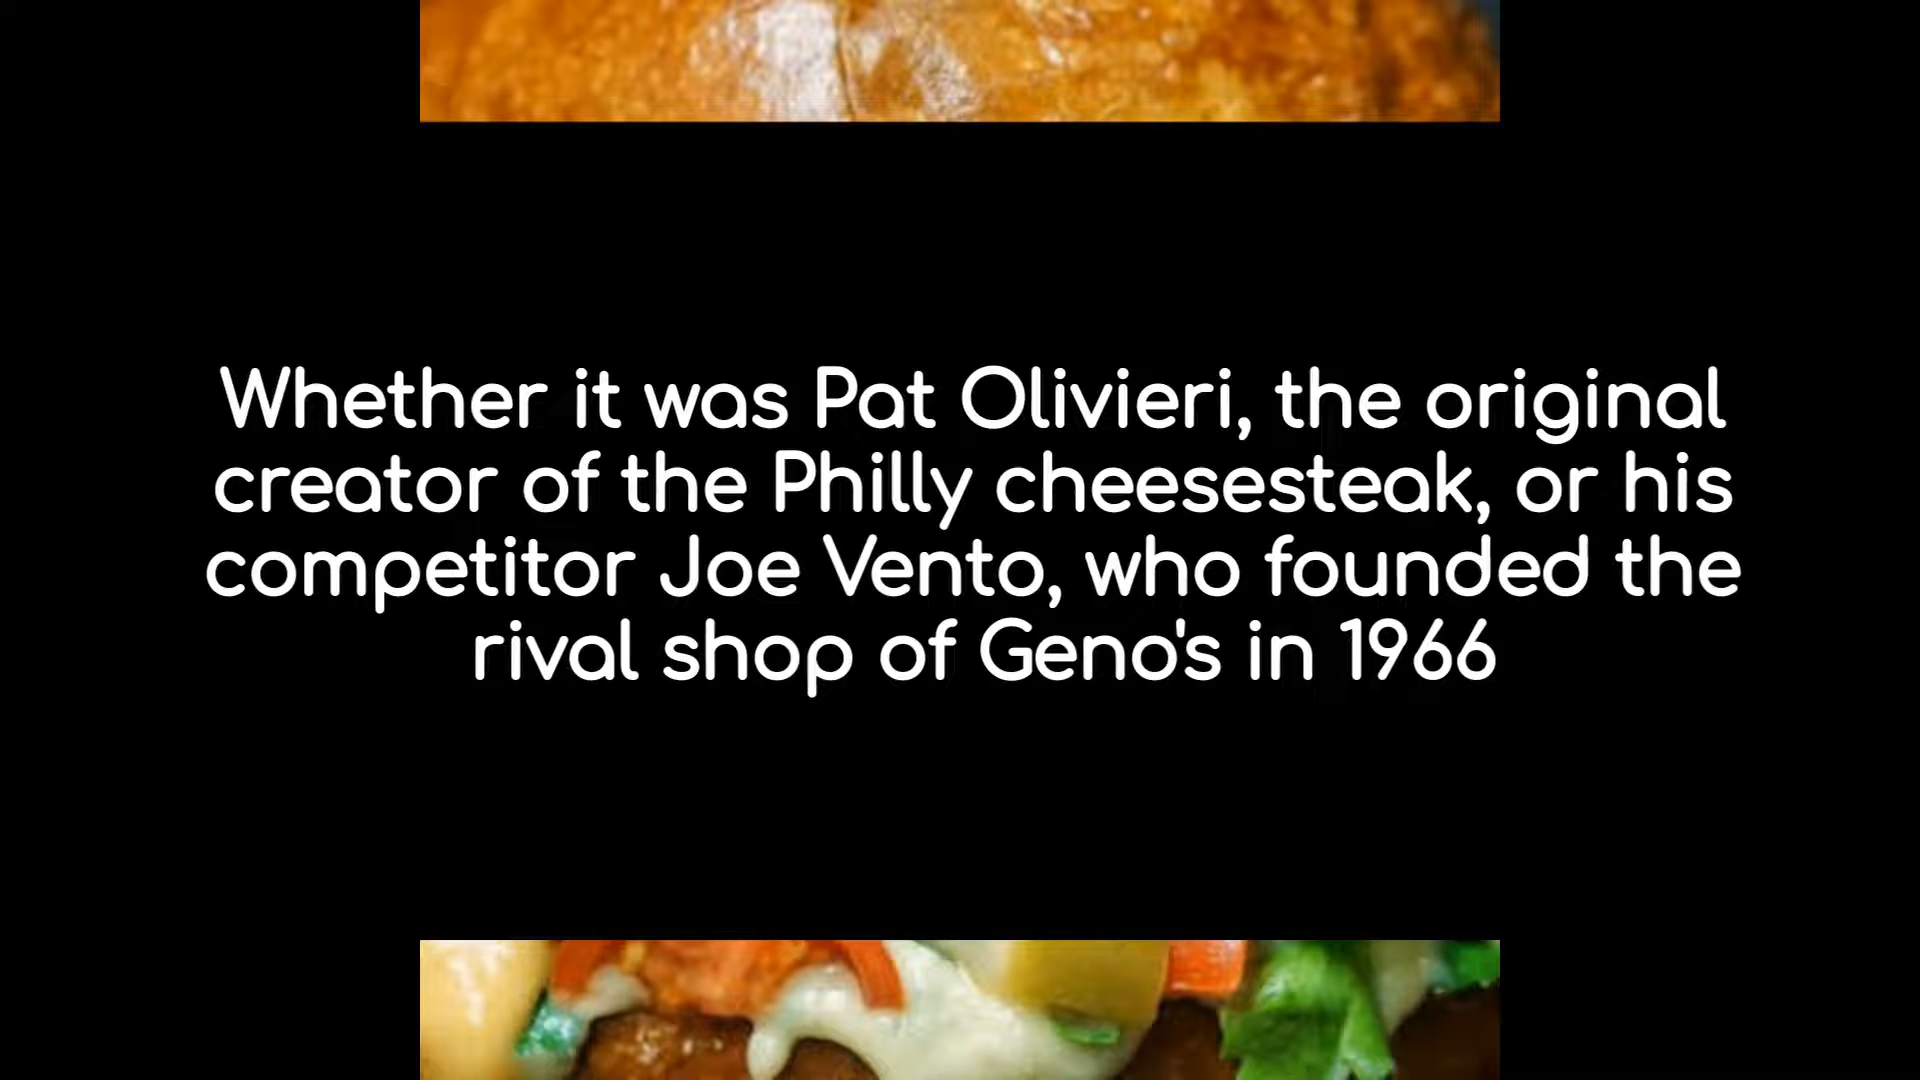 Whether it was Pat Olivieri, the original
creator of the Philly cheesesteak, or his
competitor Joe Vento, who founded the
rival shop of Geno's in 1966